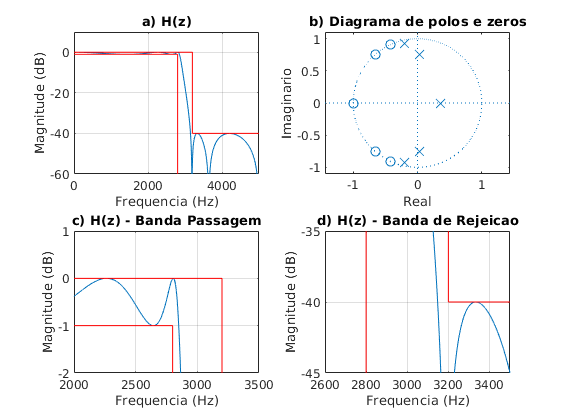 a) H(z)
0
-20
-40
-60
Magnitude (dB)
0 2000 4000
Frequencia (Hz)
b) Diagrama de polos e zeros
1
0.5
0
-0.5
-1
Imaginario
-1 0 1
Real
c) H(z) - Banda Passagem
1
0
-1
-2
Magnitude (dB)
2000 2500 3000 3500
Frequencia (Hz)
d) H(z) - Banda de Rejeicao
-35
-40
-45
Magnitude (dB)
2600 2800 3000 3200 3400
Frequencia (Hz)